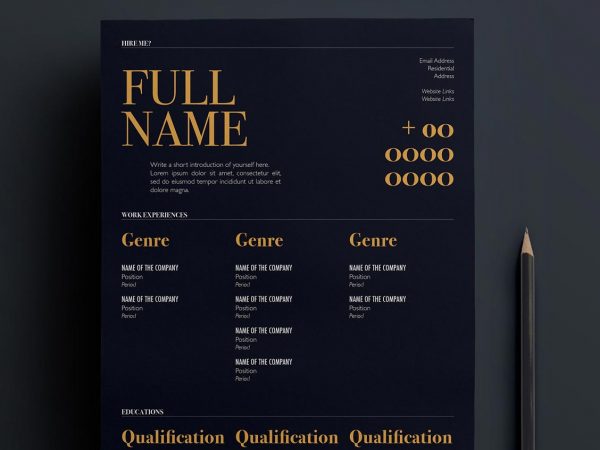 HIRE ME?
FULL
NAME
Write a short introduction of yourself here.
Lorem ipsum dolor sit amet, consectetur elit,
sed do eiusmod tempor incididunt ut labore et
dolore magna.
Email Address
Residential
Address
Website Links
Website Links
+ 00
0000
0000
WORK EXPERIENCES
Genre
NAME OF THE COMPANY
Position
Period
NAME OF THE COMPANY
Position
Period
Genre
NAME OF THE COMPANY
Position
Period
NAME OF THE COMPANY
Position
Period
NAME OF THE COMPANY
Position
Period
NAME OF THE COMPANY
Position
Period
Genre
NAME OF THE COMPANY
Position
Period
NAME OF THE COMPANY
Position
Period
EDUCATIONS
Qualification Qualification Qualification